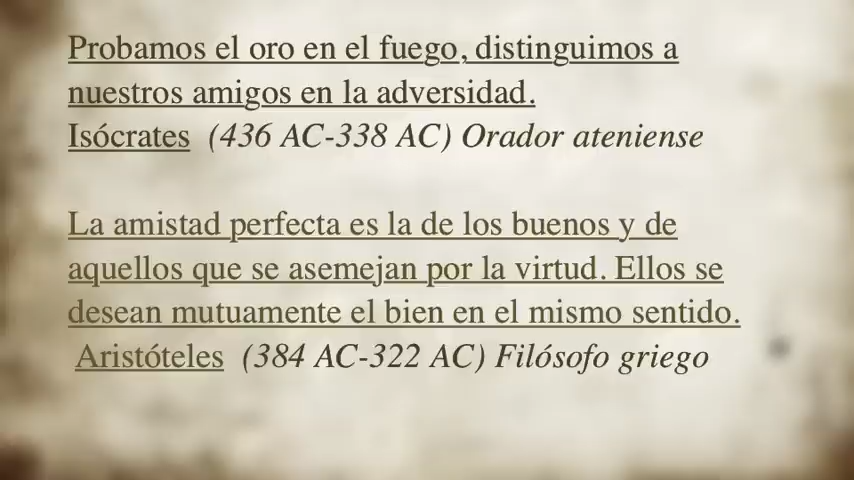 Probamos el oro en el fuego, distinguimos a
nuestros amigos en la adversidad.
Isócrates (436 AC-338 AC) Orador ateniense
La amistad perfecta es la de los buenos y de
aquellos que se asemejan por la virtud. Ellos se
desean mutuamente el bien en el mismo sentido.
Aristóteles (384 AC-322 AC) Filósofo griego